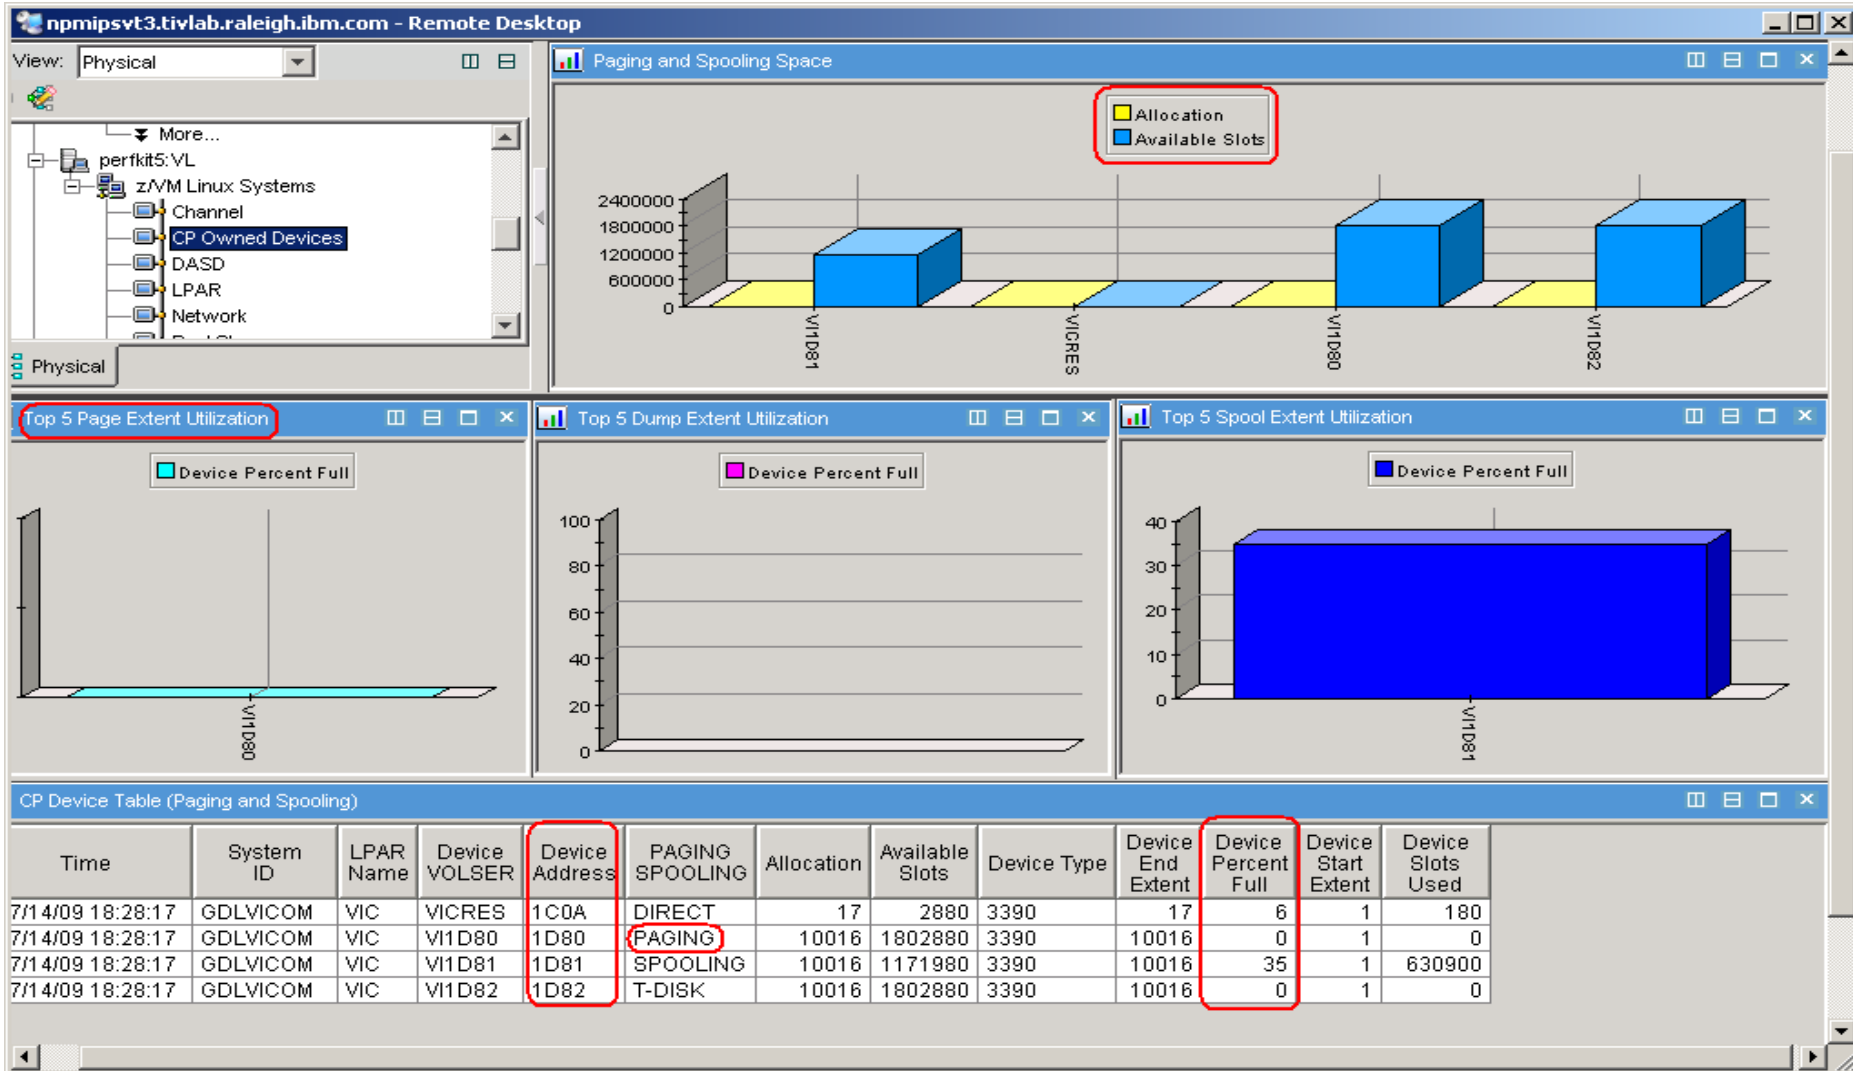 npmipsvt3.tivlab.raleigh.ibm.com - Remote Desktop
View: Physical
More...
perfkit5:VL
z/VM Linux Systems
Channel
CP Owned Devices
DASD
LPAR
Network
Physical
Paging and Spooling Space
Allocation
Available Slots
2400000
1800000
1200000
600000
0
VI1D81
VICRES
VI1D80
VI1D82
Top 5 Page Extent Utilization
Device Percent Full
VI1D80
Top 5 Dump Extent Utilization
Device Percent Full
100
80
60
40
20
0
Top 5 Spool Extent Utilization
Device Percent Full
40
30
20
10
0
VI1D81
CP Device Table (Paging and Spooling)
Time System ID LPAR Name Device VOLSER Device Address PAGING SPOOLING Allocation Available Slots Device Type Device End Extent Device Percent Full Device Start Extent Device Slots Used
7/14/09 18:28:17 GDLVICOM VIC VICRES 1C0A DIRECT 17 2880 3390 17 6 1 180
7/14/09 18:28:17 GDLVICOM VIC VI1D80 1D80 PAGING 10016 1802880 3390 10016 0 1 0
7/14/09 18:28:17 GDLVICOM VIC VI1D81 1D81 SPOOLING 10016 1171980 3390 10016 35 1 630900
7/14/09 18:28:17 GDLVICOM VIC VI1D82 1D82 T-DISK 10016 1802880 3390 10016 0 1 0